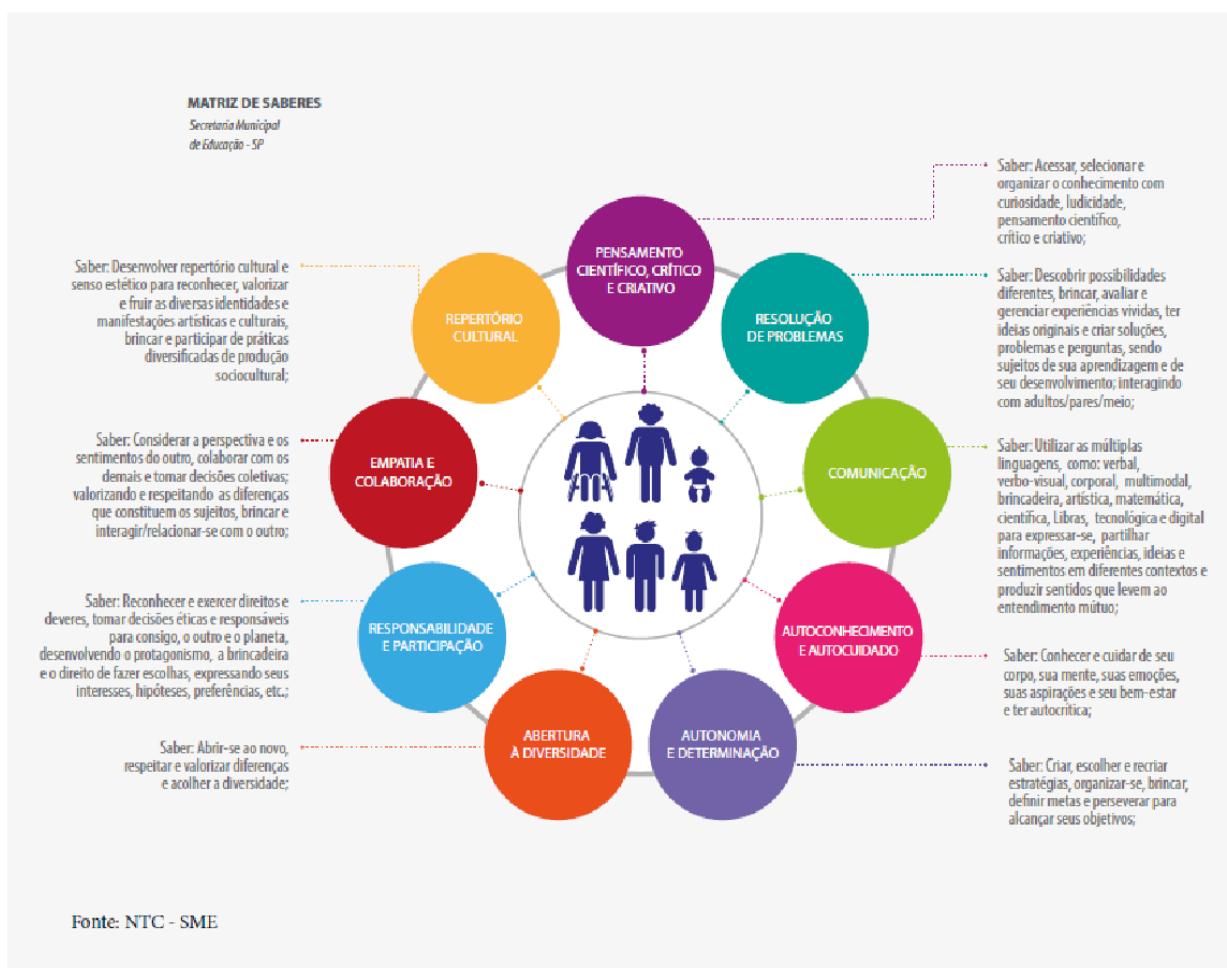 MATRIZ DE SABERES
Secretaria Municipal
de Educação - SP
PENSAMENTO
CIENTÍFICO, CRÍTICO
E CRIATIVO
Saber: Acessar, selecionar e
organizar o conhecimento com
curiosidade, ludicidade,
pensamento científico,
crítico e criativo;
RESOLUÇÃO
DE PROBLEMAS
Saber: Descobrir possibilidades
diferentes, brincar, avaliar e
gerenciar experiências vividas, ter
ideias originais e criar soluções,
problemas e perguntas, sendo
sujeitos de sua aprendizagem e de
seu desenvolvimento; interagindo
com adultos/pares/meio;
COMUNICAÇÃO
Saber: Utilizar as múltiplas
linguagens, como: verbal,
verbo-visual, corporal, multimodal,
brincadeira, artística, matemática,
científica, Libras, tecnológica e digital
para expressar-se, partilhar
informações, experiências, ideias e
sentimentos em diferentes contextos e
produzir sentidos que levem ao
entendimento mútuo;
AUTOCONHECIMENTO
E AUTOCUIDADO
Saber: Conhecer e cuidar de seu
corpo, sua mente, suas emoções,
suas aspirações e seu bem-estar
e ter autocrítica;
AUTONOMIA
E DETERMINAÇÃO
Saber: Criar, escolher e recriar
estratégias, organizar-se, brincar,
definir metas e perseverar para
alcançar seus objetivos;
ABERTURA
À DIVERSIDADE
Saber: Abrir-se ao novo,
respeitar e valorizar diferenças
e acolher a diversidade;
RESPONSABILIDADE
E PARTICIPAÇÃO
Saber: Reconhecer e exercer direitos e
deveres, tomar decisões éticas e responsáveis
para consigo, o outro e o planeta,
desenvolvendo o protagonismo, a brincadeira
e o direito de fazer escolhas, expressando seus
interesses, hipóteses, preferências, etc.;
EMPATIA E
COLABORAÇÃO
Saber: Considerar a perspectiva e os
sentimentos do outro, colaborar com os
demais e tomar decisões coletivas;
valorizando e respeitando as diferenças
que constituem os sujeitos, brincar e
interagir/relacionar-se com o outro;
REPERTÓRIO
CULTURAL
Saber: Desenvolver repertório cultural e
senso estético para reconhecer, valorizar
e fruir as diversas identidades e
manifestações artísticas e culturais,
brincar e participar de práticas
diversificadas de produção
sociocultural;
Fonte: NTC - SME